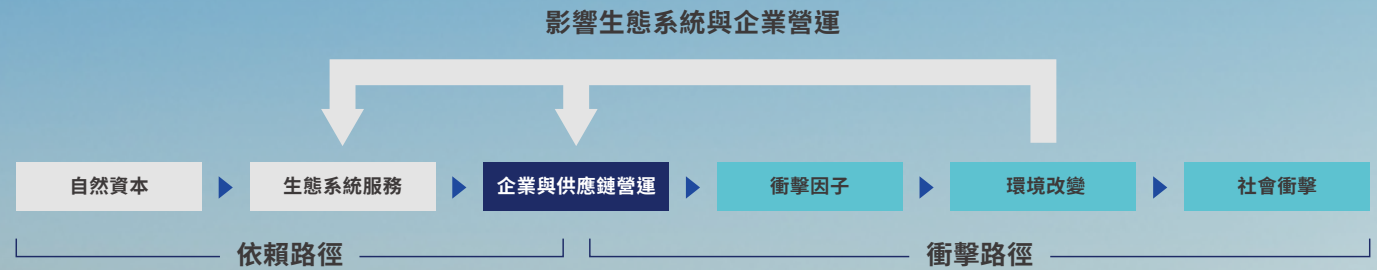 影響生態系統與企業營運
自然資本
生態系統服務
企業與供應鏈營運
衝擊因子
環境改變
社會衝擊
依賴路徑
衝擊路徑